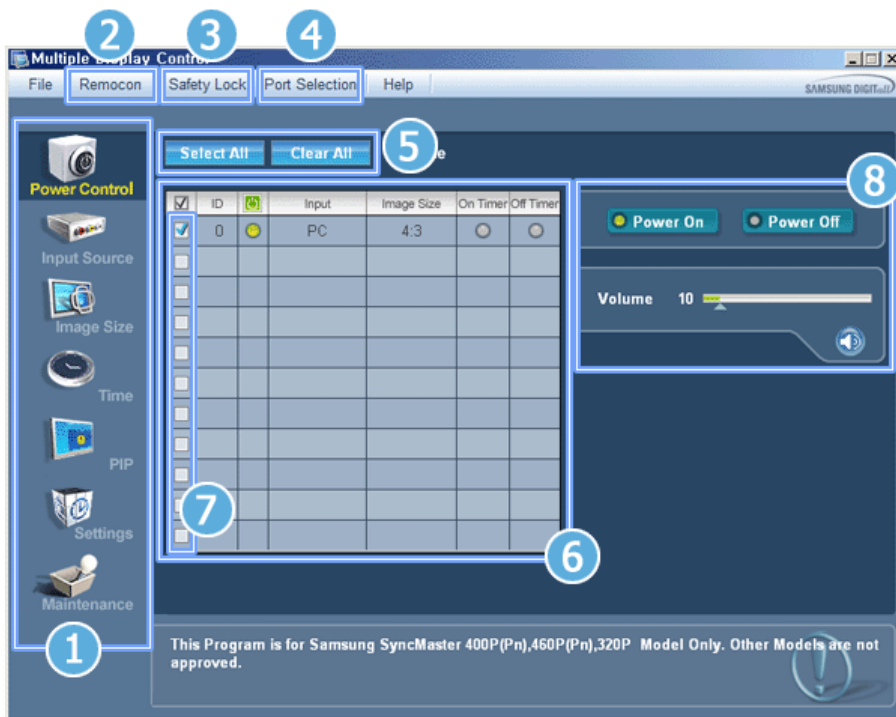 2 3 4
Multiple Display Control
File Remocon Safety Lock Port Selection Help
SAMSUNG DIGITall
Select All Clear All 5
8
Power Control
Input Source
Image Size
Time
PIP
Settings
Maintenance
1
ID Input Image Size On Timer Off Timer
0 PC 4:3
7
6
Power On Power Off
Volume 10
This Program is for Samsung SyncMaster 400P(Pn),460P(Pn),320P Model Only. Other Models are not
approved.